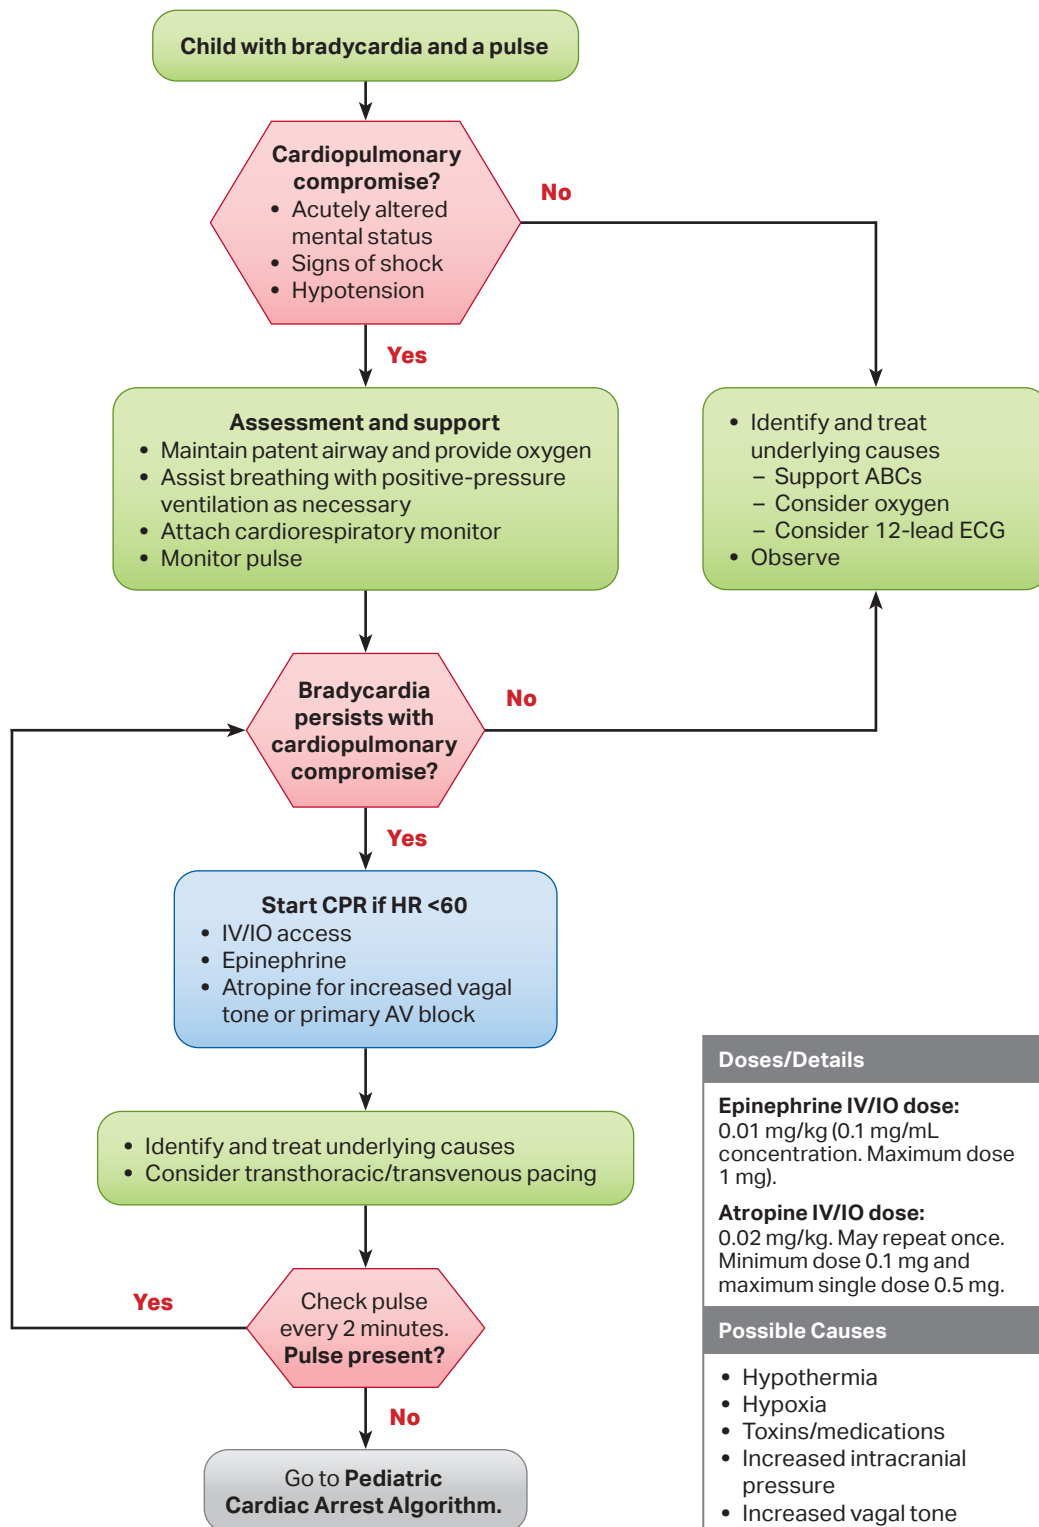 Child with bradycardia and a pulse
Cardiopulmonary
compromise?
• Acutely altered
mental status
• Signs of shock
• Hypotension
No
Yes
Assessment and support
• Maintain patent airway and provide oxygen
• Assist breathing with positive-pressure
ventilation as necessary
• Attach cardiorespiratory monitor
• Monitor pulse
• Identify and treat
underlying causes
– Support ABCs
– Consider oxygen
– Consider 12-lead ECG
• Observe
Bradycardia
persists with
cardiopulmonary
compromise?
No
Yes
Start CPR if HR <60
• IV/IO access
• Epinephrine
• Atropine for increased vagal
tone or primary AV block
• Identify and treat underlying causes
• Consider transthoracic/transvenous pacing
Check pulse
every 2 minutes.
Pulse present?
Yes
No
Go to Pediatric
Cardiac Arrest Algorithm.
Doses/Details
Epinephrine IV/IO dose:
0.01 mg/kg (0.1 mg/mL
concentration. Maximum dose
1 mg).
Atropine IV/IO dose:
0.02 mg/kg. May repeat once.
Minimum dose 0.1 mg and
maximum single dose 0.5 mg.
Possible Causes
• Hypothermia
• Hypoxia
• Toxins/medications
• Increased intracranial
pressure
• Increased vagal tone